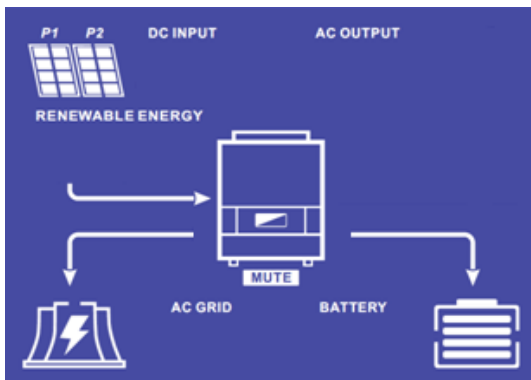 P1 P2 DC INPUT AC OUTPUT
RENEWABLE ENERGY
MUTE
AC GRID BATTERY